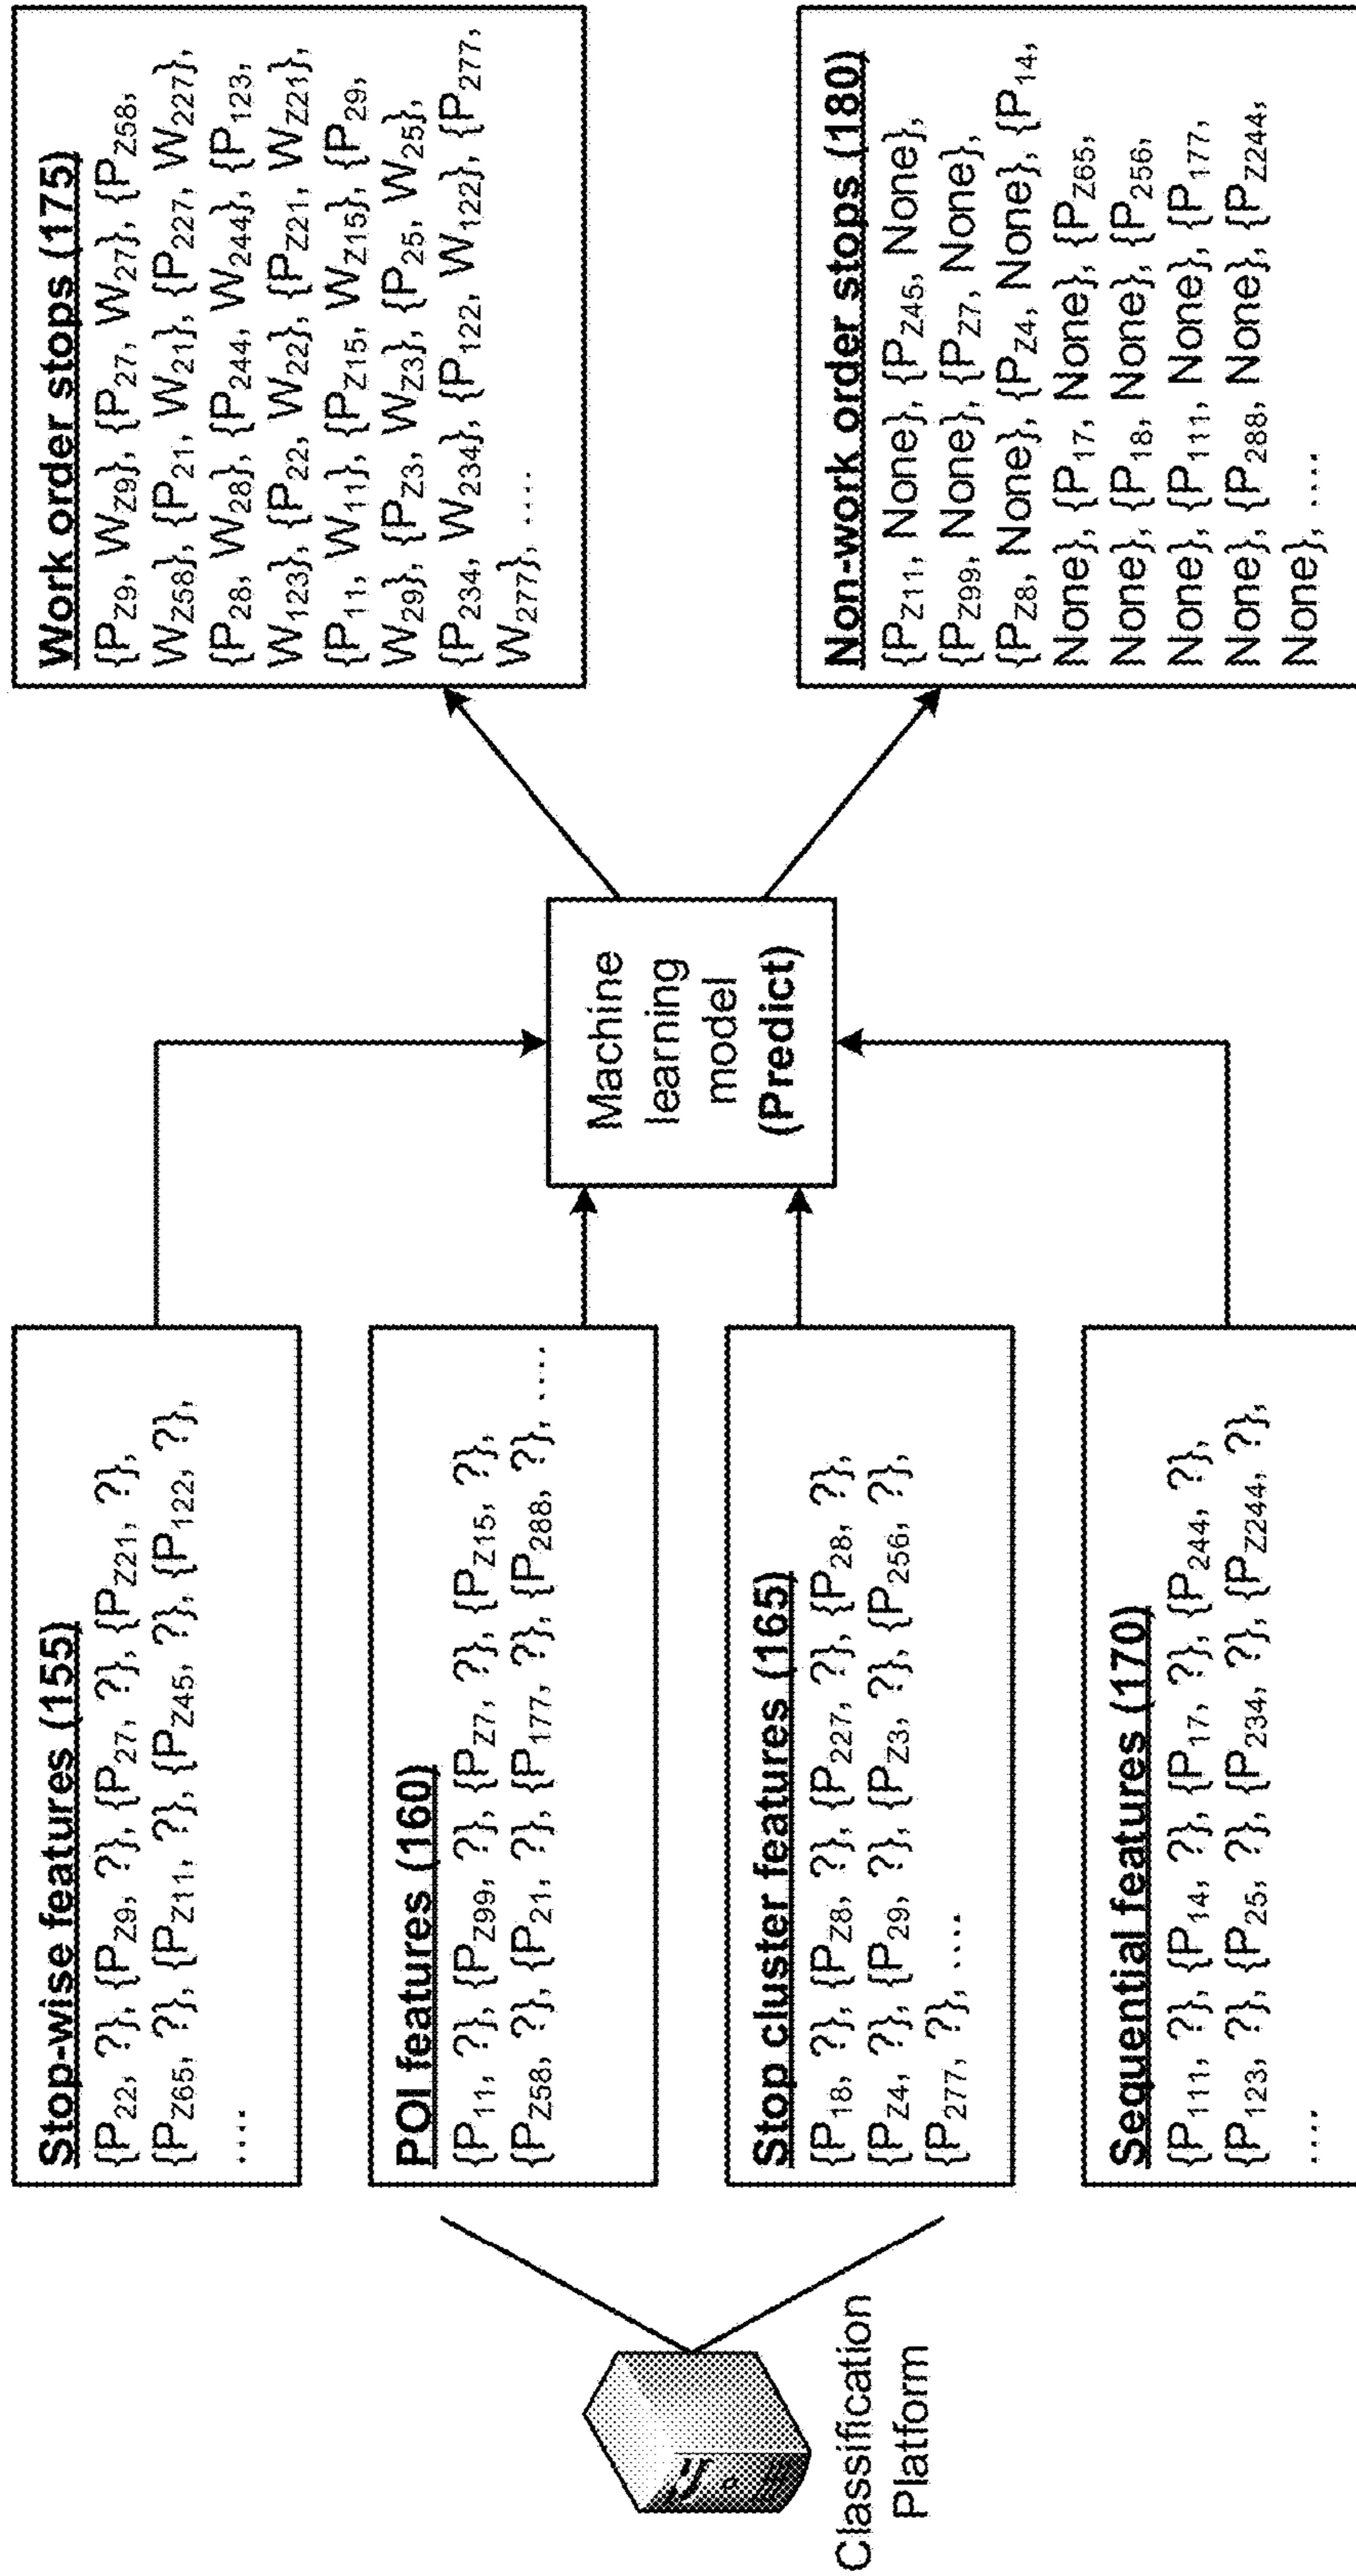 Classification
Platform
Stop-wise features (155)
{P22, ?}, {PZ9, ?}, {P27, ?}, {PZ21, ?},
{PZ65, ?}, {PZ11, ?}, {PZ45, ?}, {P122, ?},
....
POI features (160)
{P11, ?}, {PZ99, ?}, {PZ7, ?}, {PZ15, ?},
{PZ58, ?}, {P21, ?}, {P177, ?}, {P288, ?}, ....
Stop cluster features (165)
{P18, ?}, {PZ8, ?}, {P227, ?}, {P28, ?},
{PZ4, ?}, {P29, ?}, {PZ3, ?}, {P256, ?},
{P277, ?}, ....
Sequential features (170)
{P111, ?}, {P14, ?}, {P17, ?}, {P244, ?},
{P123, ?}, {P25, ?}, {P234, ?}, {PZ244, ?},
....
Machine
learning
model
(Predict)
Work order stops (175)
{PZ9, WZ9}, {P27, W27}, {PZ58,
WZ58}, {P21, W21}, {P227, W227},
{P28, W28}, {P244, W244}, {P123,
W123}, {P22, W22}, {PZ21, WZ21},
{P11, W11}, {PZ15, WZ15}, {P29,
W29}, {PZ3, WZ3}, {P25, W25},
{P234, W234}, {P122, W122}, {P277,
W277}, ....
Non-work order stops (180)
{PZ11, None}, {PZ45, None},
{PZ99, None}, {PZ7, None},
{PZ8, None}, {PZ4, None}, {P14,
None}, {P17, None}, {PZ65,
None}, {P18, None}, {P256,
None}, {P111, None}, {P177,
None}, {P288, None}, {PZ244,
None}, ....